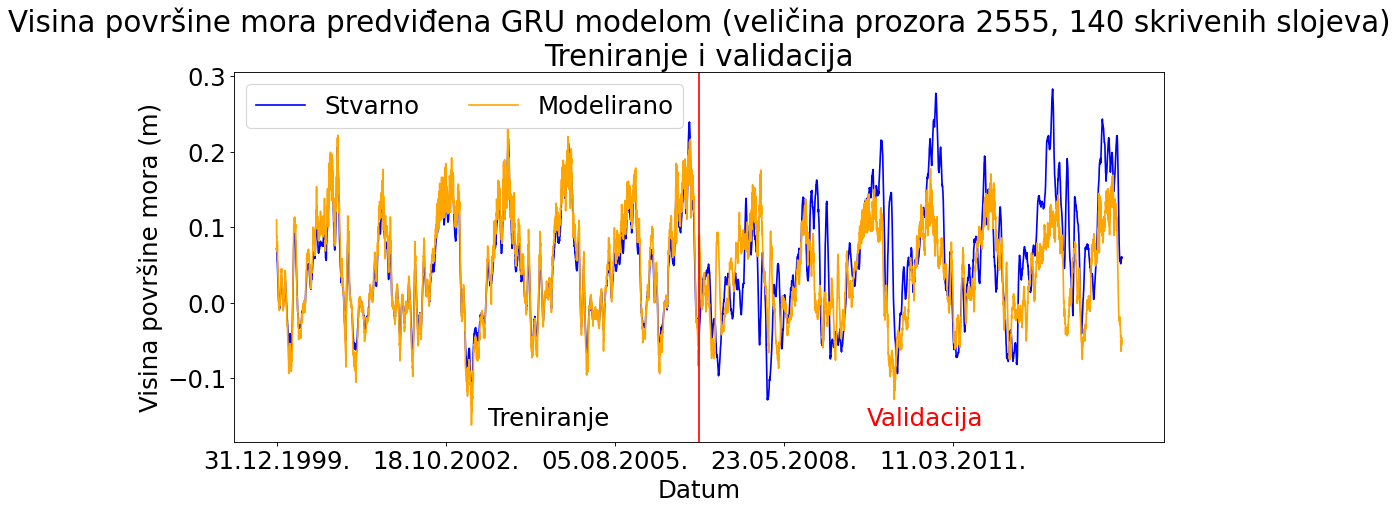 Visina površine mora predviđena GRU modelom (veličina prozora 2555, 140 skrivenih slojeva)
Treniranje i validacija
Stvarno
Modelirano
Visina površine mora (m)
0.3
0.2
0.1
0.0
−0.1
Treniranje
Validacija
31.12.1999.
18.10.2002.
05.08.2005.
23.05.2008.
11.03.2011.
Datum